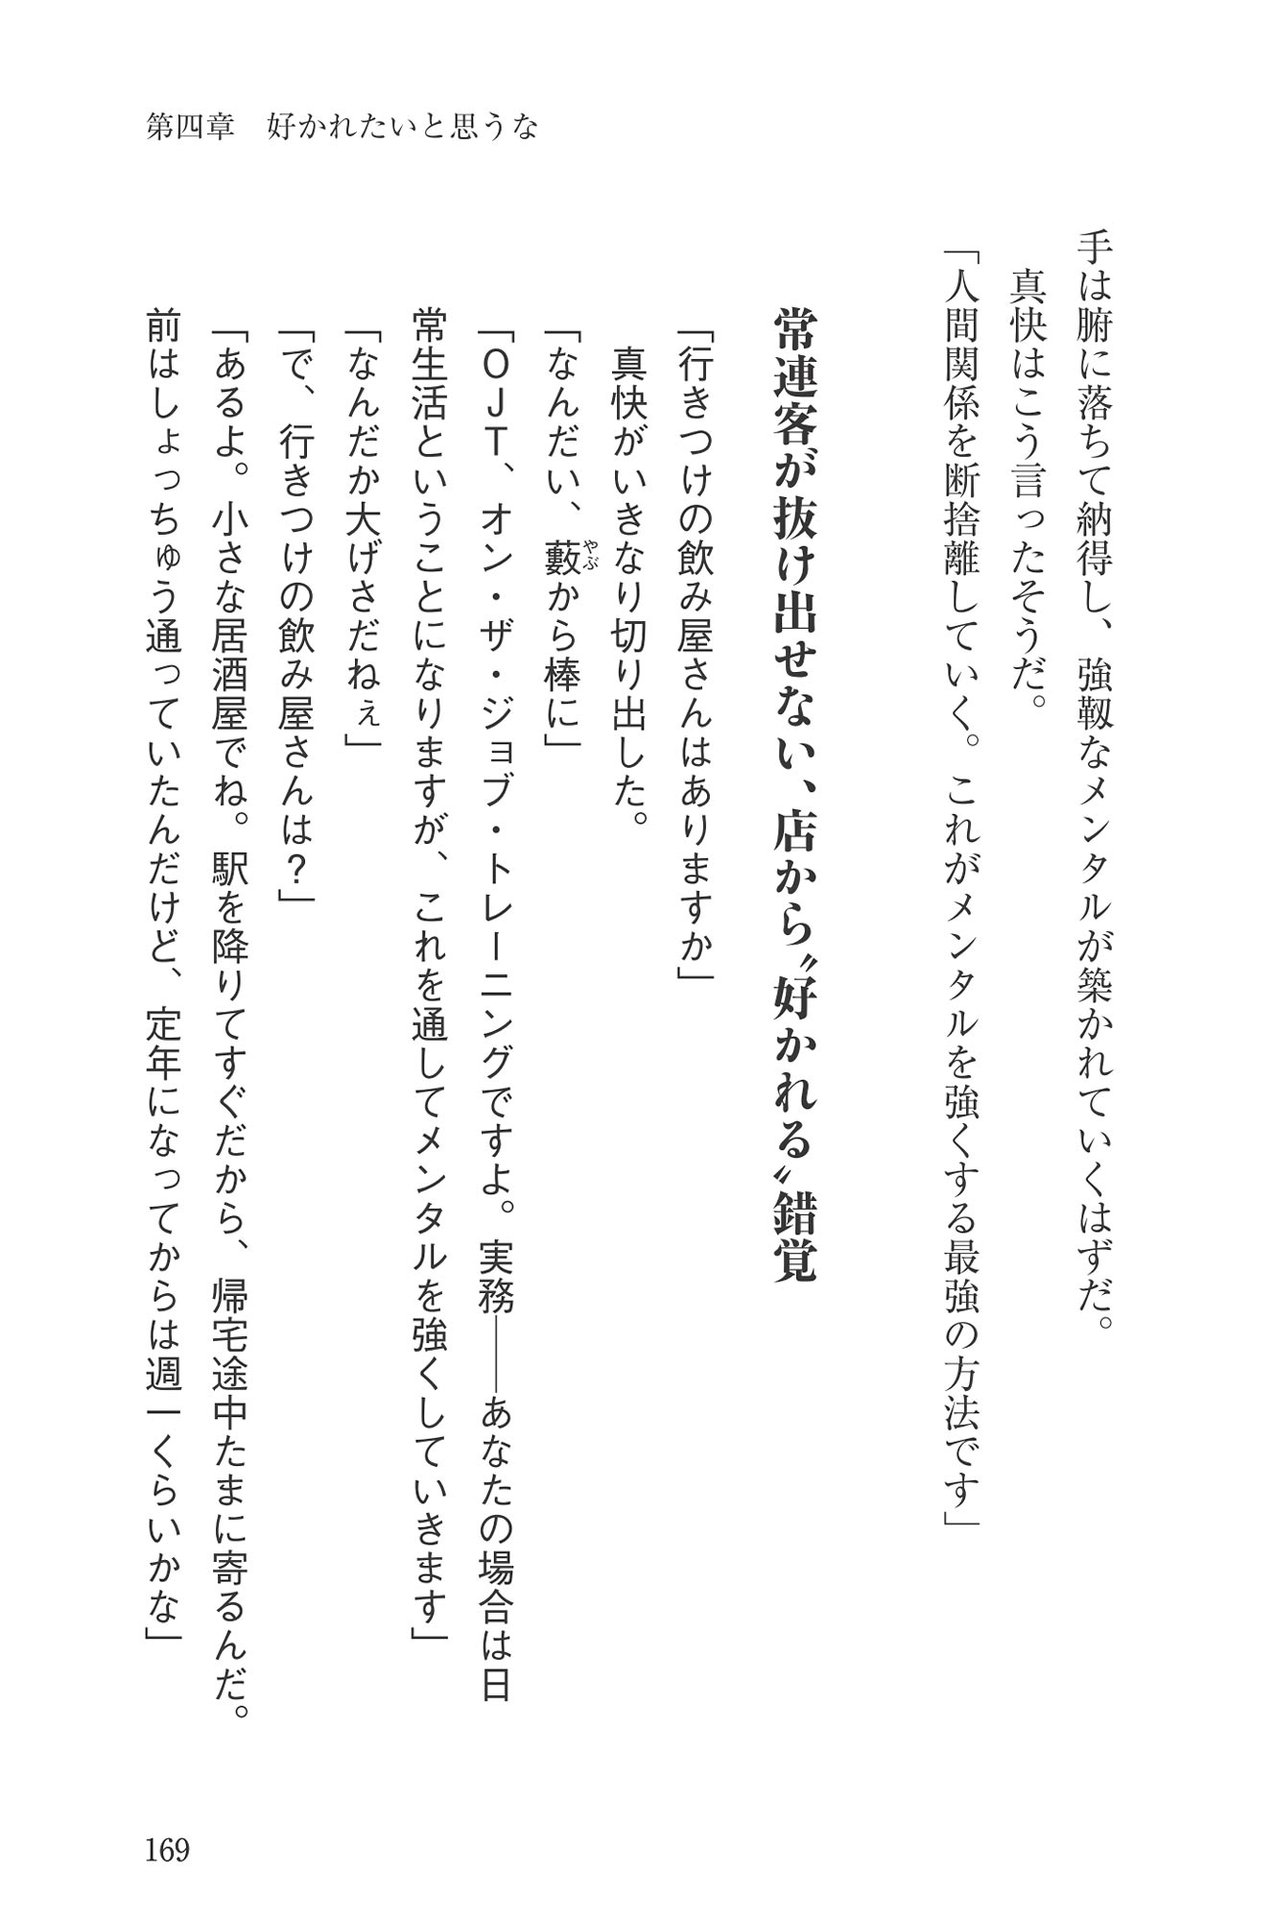 第四章　好かれたいと思うな
手は腑に落ちて納得し、強靱なメンタルが築かれていくはずだ。
真快はこう言ったそうだ。
「人間関係を断捨離していく。これがメンタルを強くする最強の方法です」
常連客が抜け出せない、店から〝好かれる〟錯覚
「行きつけの飲み屋さんはありますか」
真快がいきなり切り出した。
「なんだい、藪やぶから棒に」
「ＯＪＴ、オン・ザ・ジョブ・トレーニングですよ。実務――あなたの場合は日
常生活ということになりますが、これを通してメンタルを強くしていきます」
「なんだか大げさだねぇ」
「で、行きつけの飲み屋さんは？」
「あるよ。小さな居酒屋でね。駅を降りてすぐだから、帰宅途中たまに寄るんだ。
前はしょっちゅう通っていたんだけど、定年になってからは週一くらいかな」
169